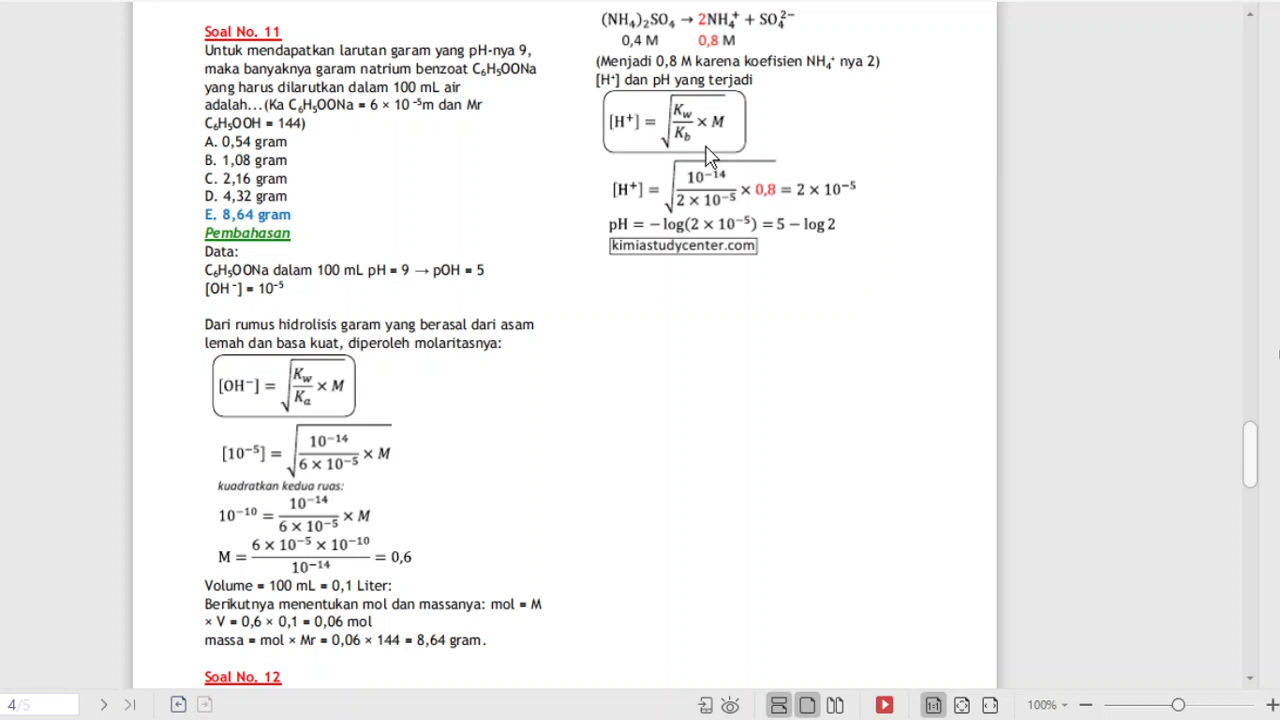 Soal No. 11
Untuk mendapatkan larutan garam yang pH-nya 9,
maka banyaknya garam natrium benzoat C₆H₅OONa
yang harus dilarutkan dalam 100 mL air
adalah...(Ka C₆H₅OONa = 6 × 10⁻⁵m dan Mr
C₆H₅OOH = 144)
A. 0,54 gram
B. 1,08 gram
C. 2,16 gram
D. 4,32 gram
E. 8,64 gram
Pembahasan
Data:
C₆H₅OONa dalam 100 mL pH = 9 → pOH = 5
[OH⁻] = 10⁻⁵
Dari rumus hidrolisis garam yang berasal dari asam
lemah dan basa kuat, diperoleh molaritasnya:
[OH⁻] = √(K_w/K_a × M)
[10⁻⁵] = √(10⁻¹⁴/(6 × 10⁻⁵) × M)
kuadratkan kedua ruas:
10⁻¹⁰ = 10⁻¹⁴/(6 × 10⁻⁵) × M
M = (6 × 10⁻⁵ × 10⁻¹⁰)/10⁻¹⁴ = 0,6
Volume = 100 mL = 0,1 Liter:
Berikutnya menentukan mol dan massanya: mol = M
× V = 0,6 × 0,1 = 0,06 mol
massa = mol × Mr = 0,06 × 144 = 8,64 gram.
Soal No. 12
(NH₄)₂SO₄ → 2NH₄⁺ + SO₄²⁻
0,4 M 0,8 M
(Menjadi 0,8 M karena koefisien NH₄⁺ nya 2)
[H⁺] dan pH yang terjadi
[H⁺] = √(K_w/K_b × M)
[H⁺] = √(10⁻¹⁴/(2 × 10⁻⁵) × 0,8) = 2 × 10⁻⁵
pH = −log(2 × 10⁻⁵) = 5 − log 2
kimiastudycenter.com
4/5
1:1
100%